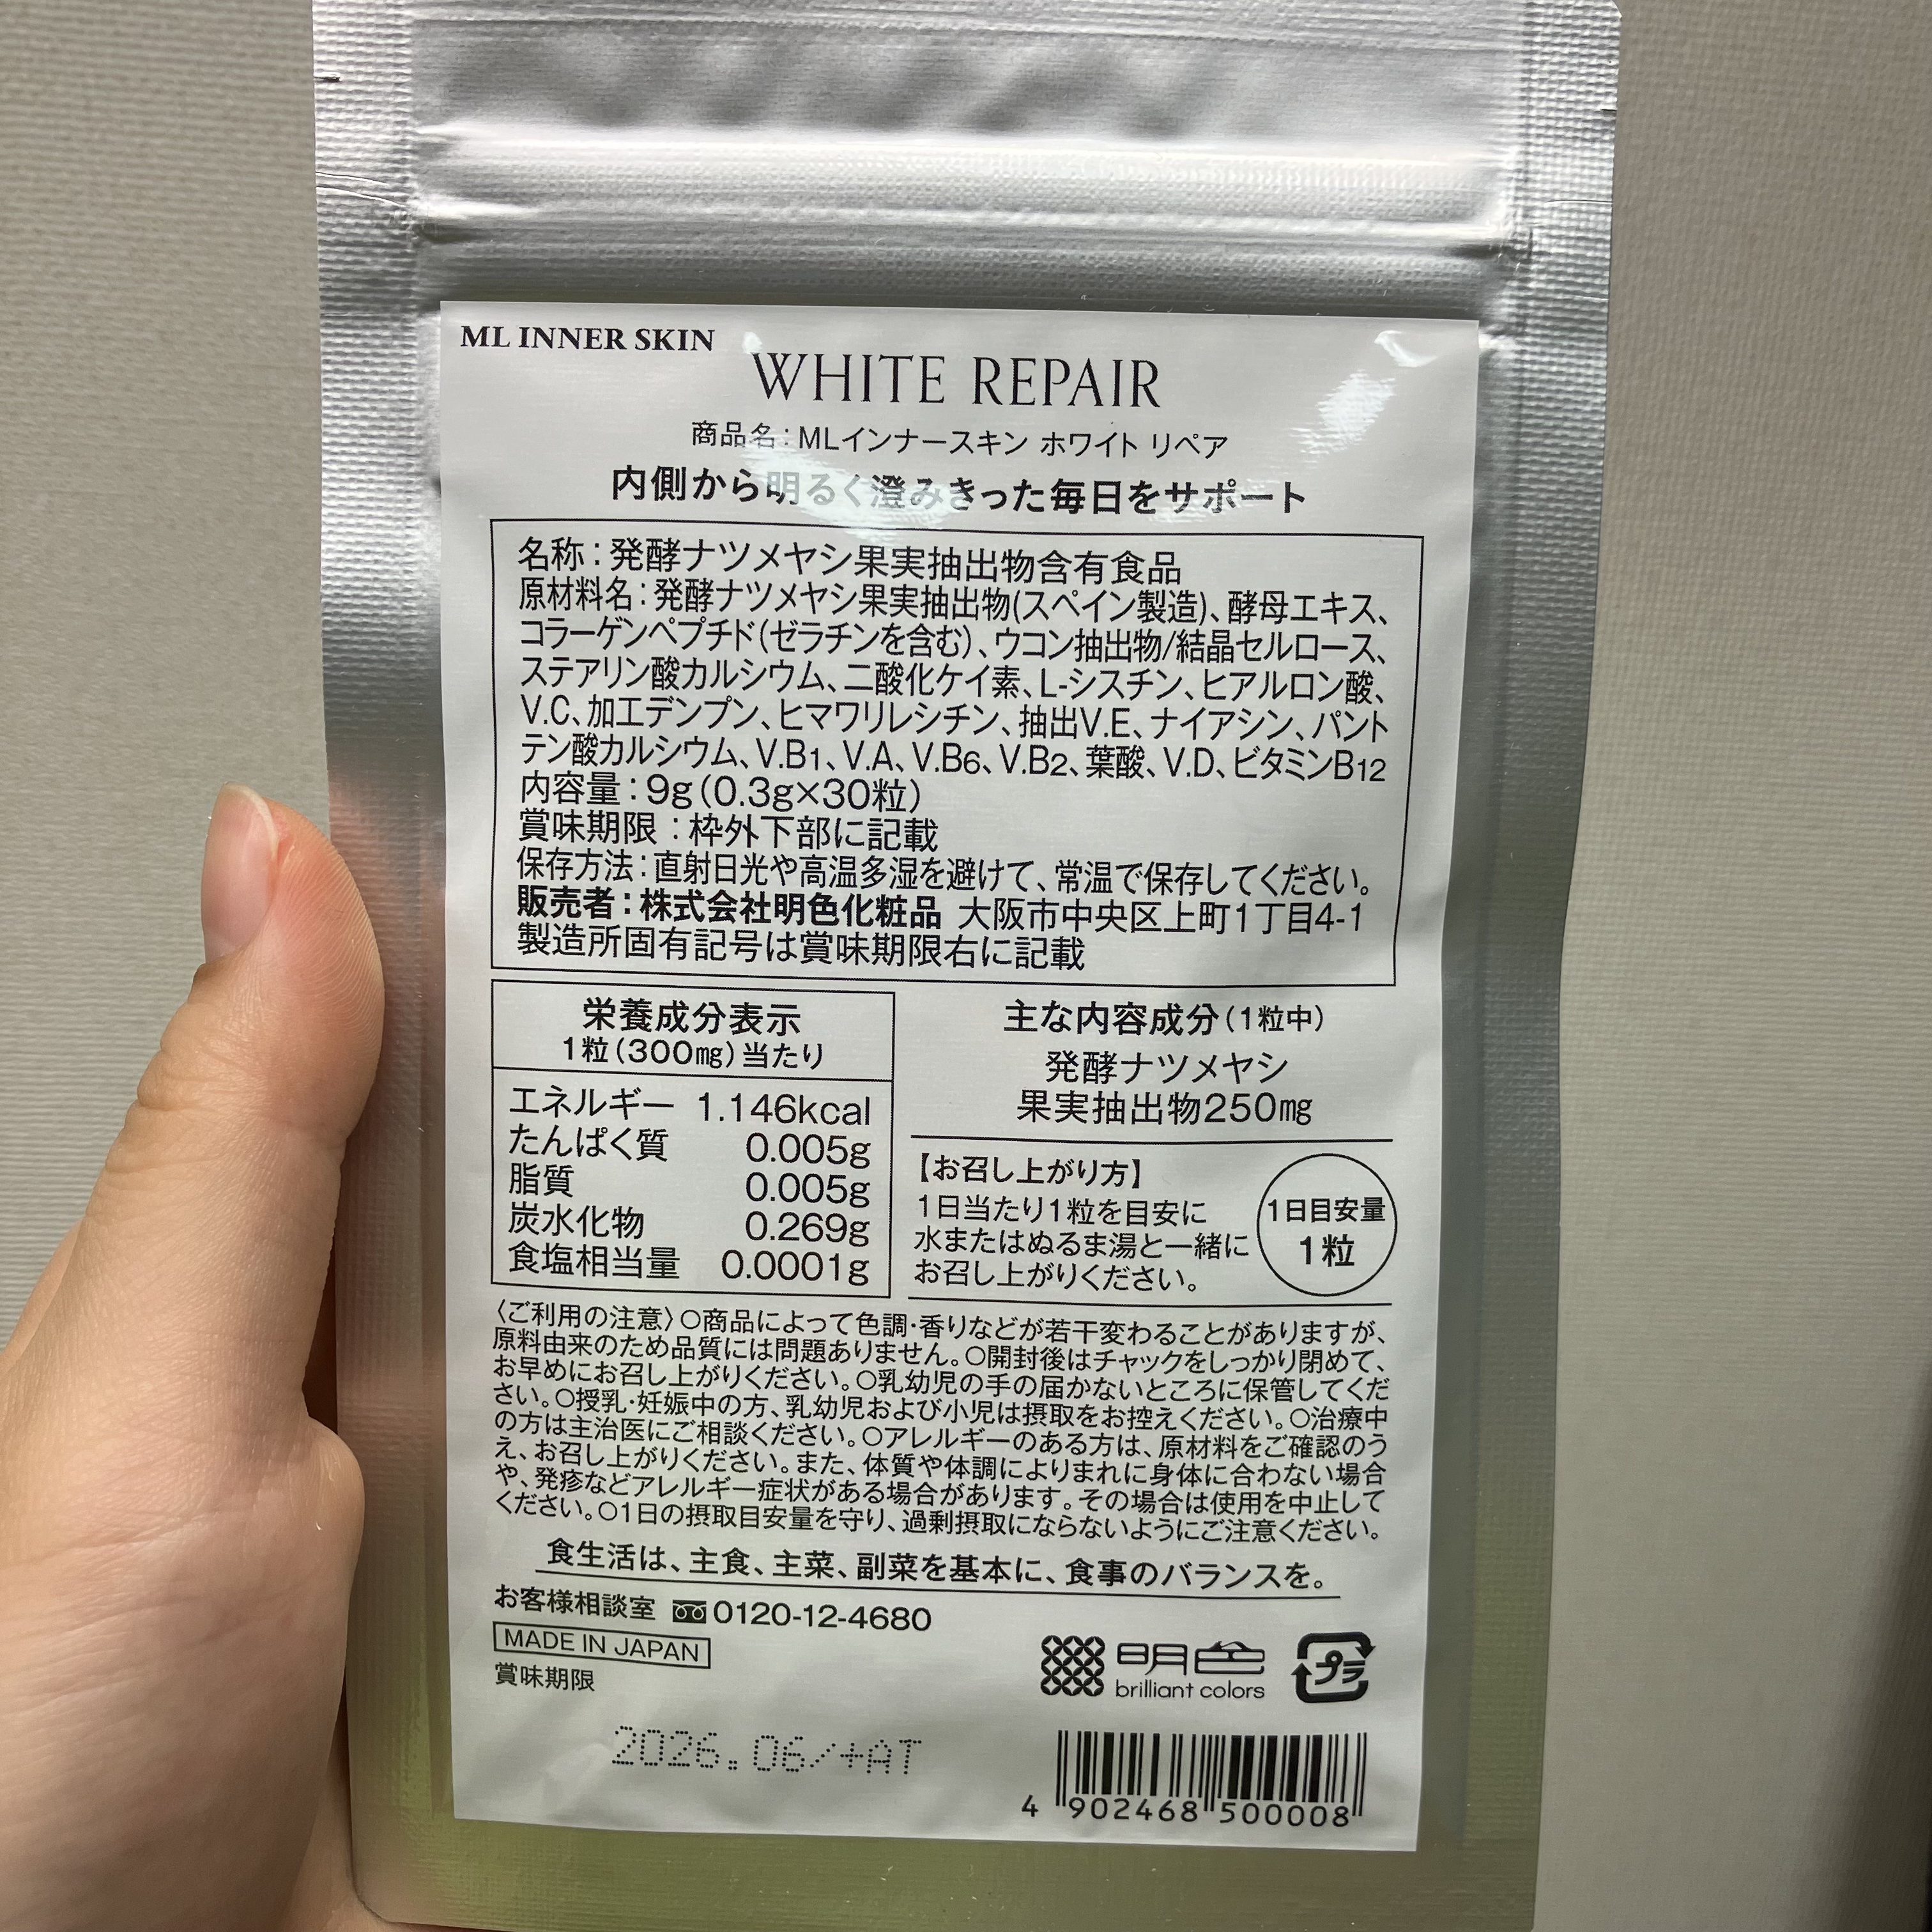 ML INNER SKIN
WHITE REPAIR
商品名：MLインナースキン ホワイト リペア
内側から明るく澄みきった毎日をサポート
名称：発酵ナツメヤシ果実抽出物含有食品
原材料名：発酵ナツメヤシ果実抽出物(スペイン製造)、酵母エキス、
コラーゲンペプチド(ゼラチンを含む)、ウコン抽出物/結晶セルロース、
ステアリン酸カルシウム、二酸化ケイ素、L-シスチン、ヒアルロン酸、
V.C、加工デンプン、ヒマワリレシチン、抽出V.E、ナイアシン、パント
テン酸カルシウム、V.B1、V.A、V.B6、V.B2、葉酸、V.D、ビタミンB12
内容量：9g(0.3g×30粒)
賞味期限：枠外下部に記載
保存方法：直射日光や高温多湿を避けて、常温で保存してください。
販売者：株式会社明色化粧品 大阪市中央区上町1丁目4-1
製造所固有記号は賞味期限右に記載
栄養成分表示
1粒(300㎎)当たり
エネルギー 1.146kcal
たんぱく質 0.005g
脂質 0.005g
炭水化物 0.269g
食塩相当量 0.0001g
主な内容成分(1粒中)
発酵ナツメヤシ
果実抽出物250㎎
【お召し上がり方】
1日当たり1粒を目安に
水またはぬるま湯と一緒に
お召し上がりください。
1日目安量
1粒
〈ご利用の注意〉○商品によって色調・香りなどが若干変わることがありますが、
原料由来のため品質には問題ありません。○開封後はチャックをしっかり閉めて、
お早めにお召し上がりください。○乳幼児の手の届かないところに保管してくだ
さい。○授乳・妊娠中の方、乳幼児および小児は摂取をお控えください。○治療中
の方は主治医にご相談ください。○アレルギーのある方は、原材料をご確認のう
え、お召し上がりください。また、体質や体調によりまれに身体に合わない場合
や、発疹などアレルギー症状がある場合があります。その場合は使用を中止して
ください。○1日の摂取目安量を守り、過剰摂取にならないようにご注意ください。
食生活は、主食、主菜、副菜を基本に、食事のバランスを。
お客様相談室 0120-12-4680
MADE IN JAPAN
賞味期限
明色
brilliant colors
プラ
2026.06/+AT
4 902468 500008